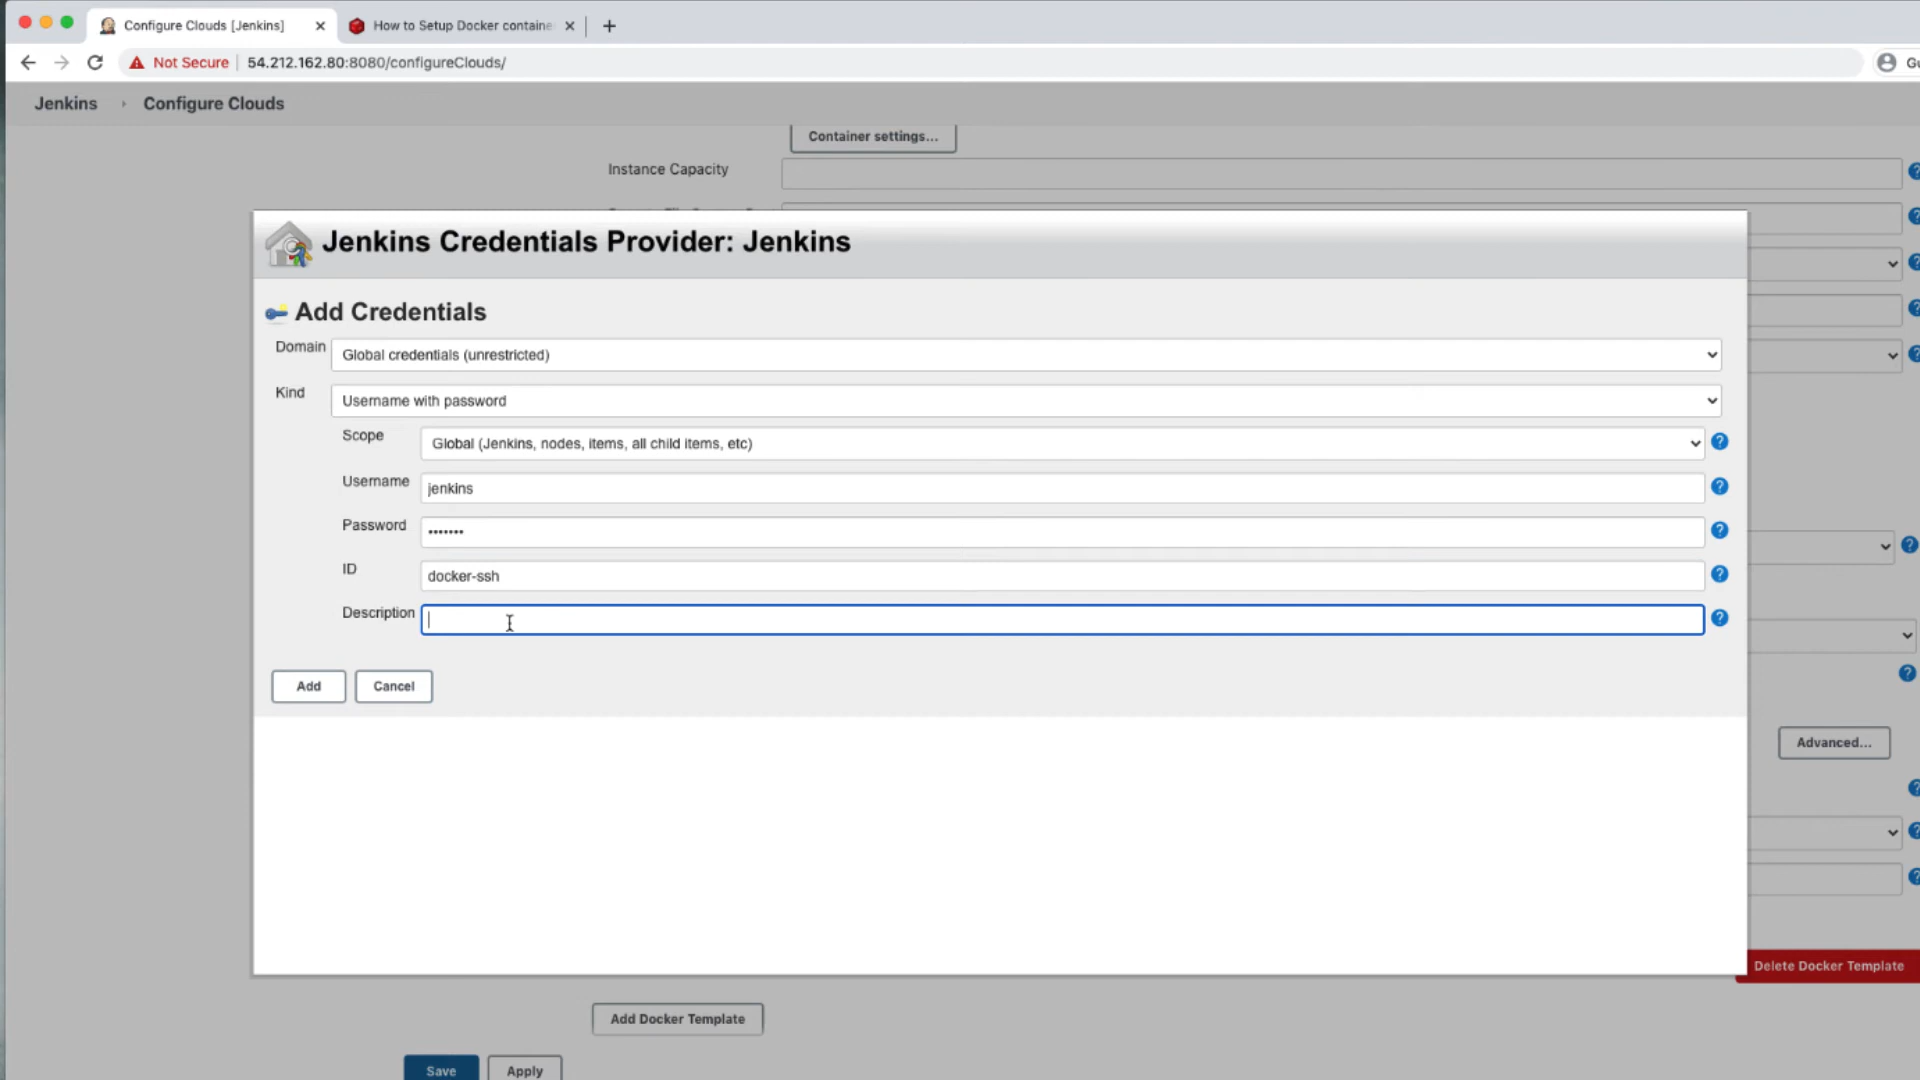 Configure Clouds [Jenkins]
How to Setup Docker containe
Not Secure
54.212.162.80:8080/configureClouds/
Gu
Jenkins
Configure Clouds
Container settings...
Instance Capacity
Jenkins Credentials Provider: Jenkins
Add Credentials
Domain
Global credentials (unrestricted)
Kind
Username with password
Scope
Global (Jenkins, nodes, items, all child items, etc)
Username
jenkins
Password
•••••••
ID
docker-ssh
Description
Add
Cancel
Advanced...
Delete Docker Template
Add Docker Template
Save
Apply